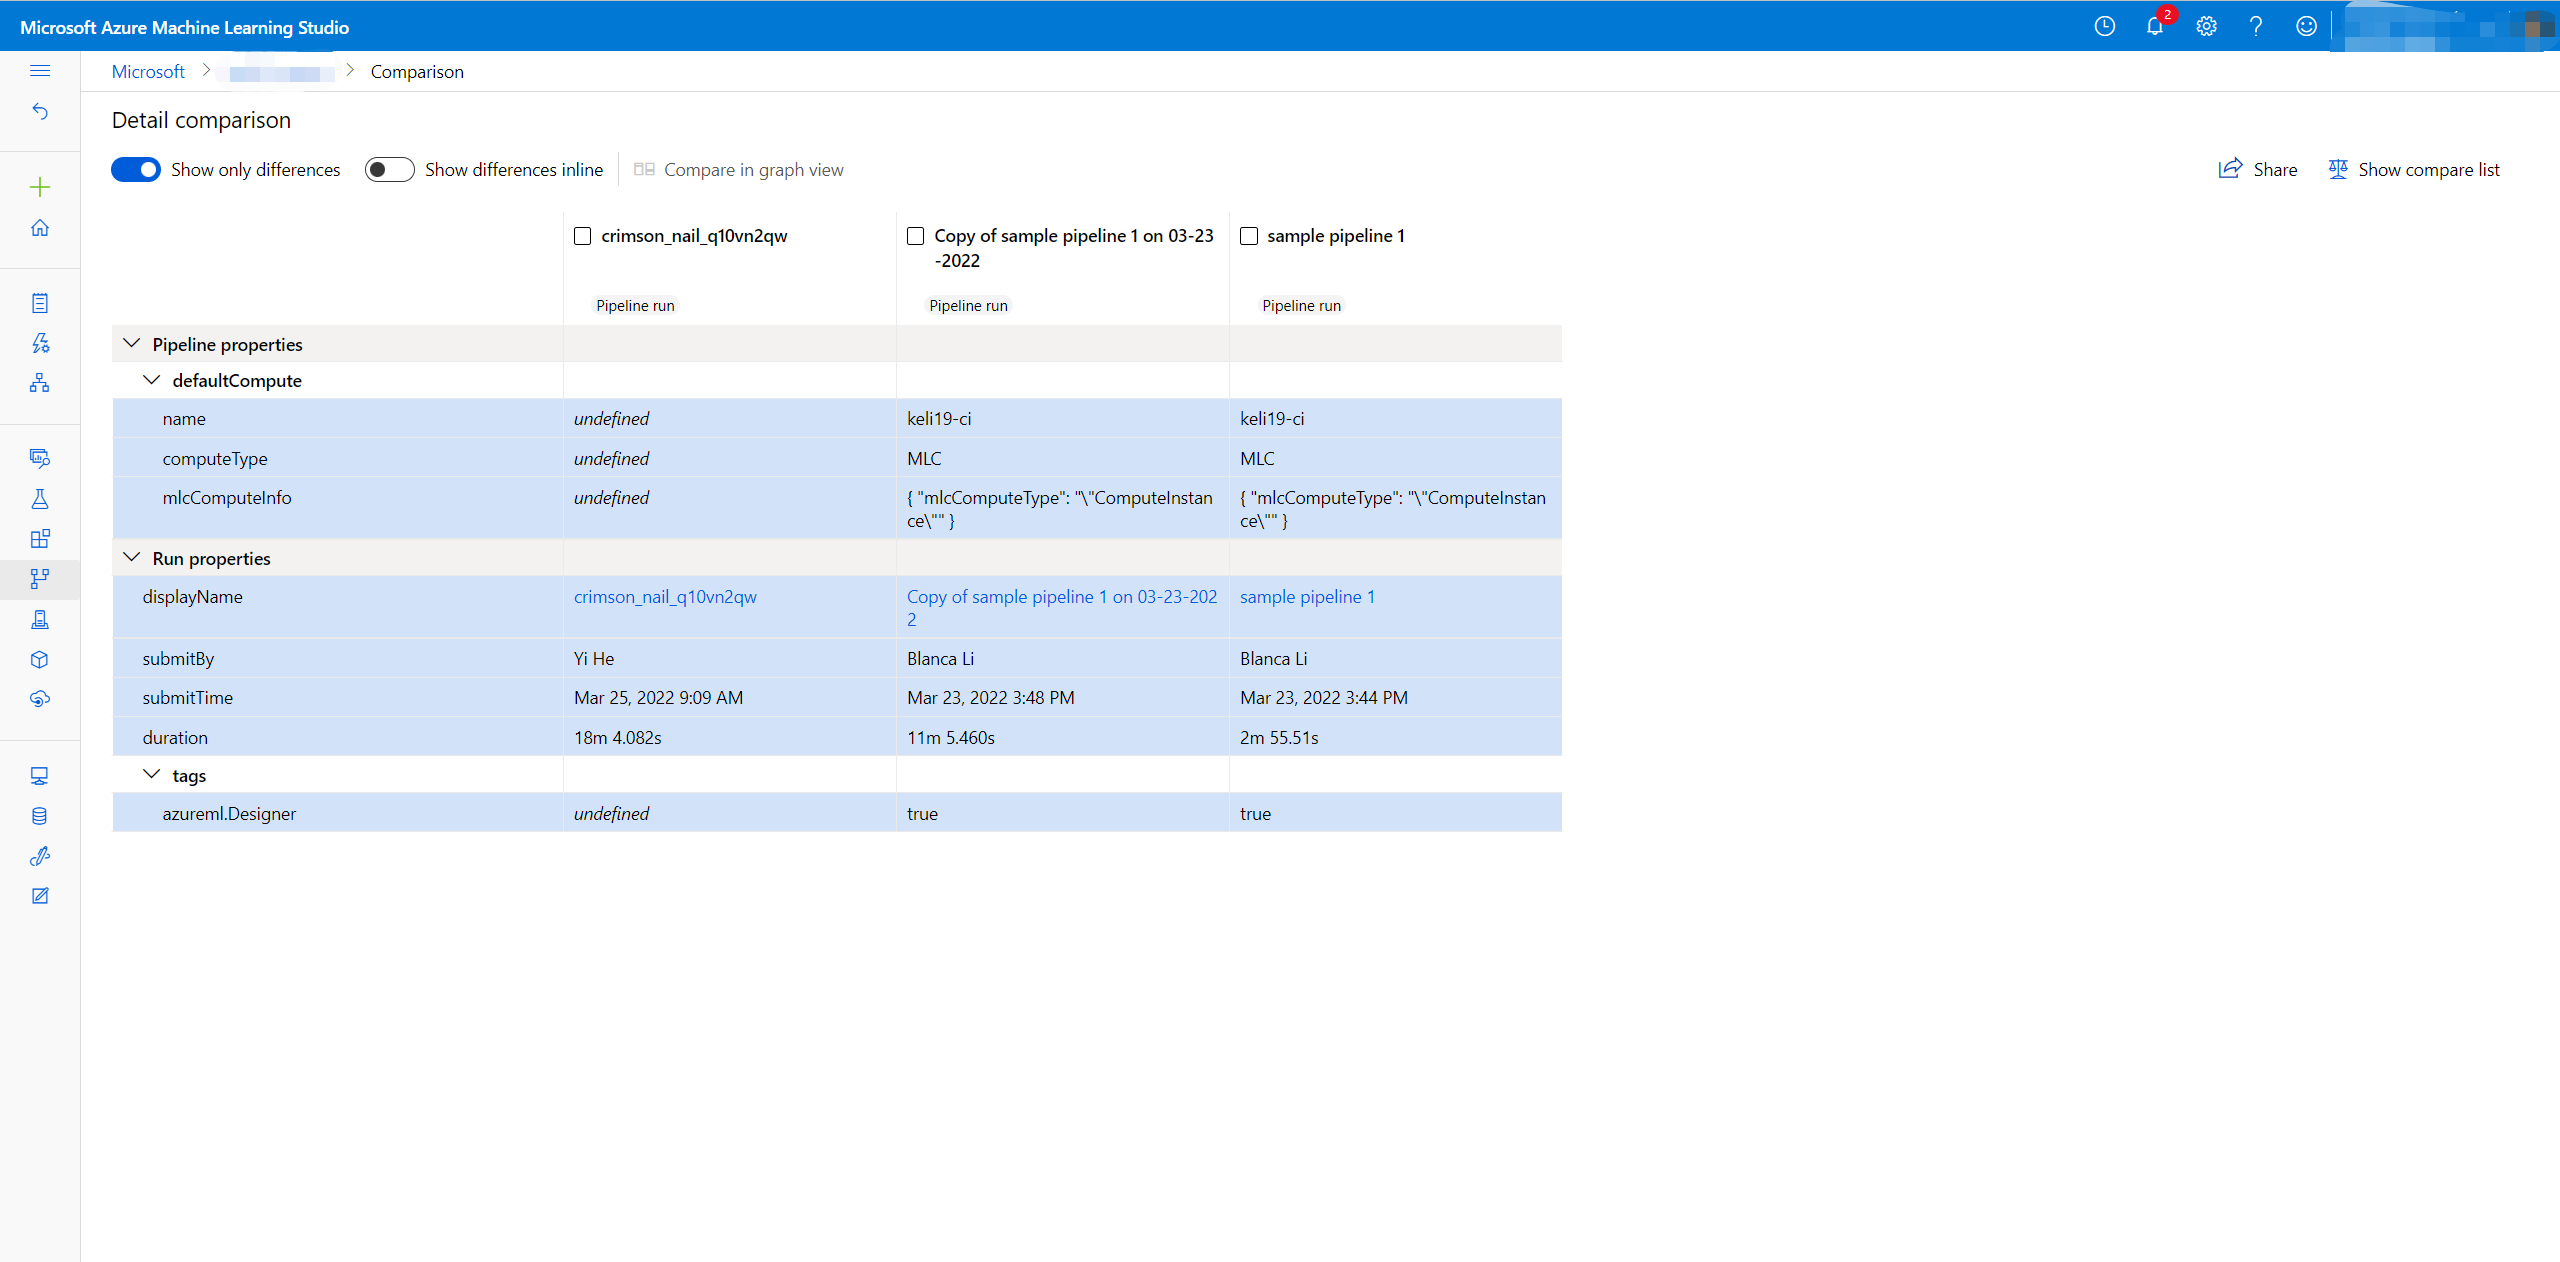 Microsoft Azure Machine Learning Studio
2
Microsoft
Comparison
Detail comparison
Show only differences
Show differences inline
Compare in graph view
Share
Show compare list
crimson_nail_q10vn2qw
Copy of sample pipeline 1 on 03-23
-2022
sample pipeline 1
Pipeline run
Pipeline run
Pipeline run
Pipeline properties
defaultCompute
name
undefined
keli19-ci
keli19-ci
computeType
undefined
MLC
MLC
mlcComputeInfo
undefined
{ "mlcComputeType": "\"ComputeInstan
ce\"" }
{ "mlcComputeType": "\"ComputeInstan
ce\"" }
Run properties
displayName
crimson_nail_q10vn2qw
Copy of sample pipeline 1 on 03-23-202
2
sample pipeline 1
submitBy
Yi He
Blanca Li
Blanca Li
submitTime
Mar 25, 2022 9:09 AM
Mar 23, 2022 3:48 PM
Mar 23, 2022 3:44 PM
duration
18m 4.082s
11m 5.460s
2m 55.51s
tags
azureml.Designer
undefined
true
true